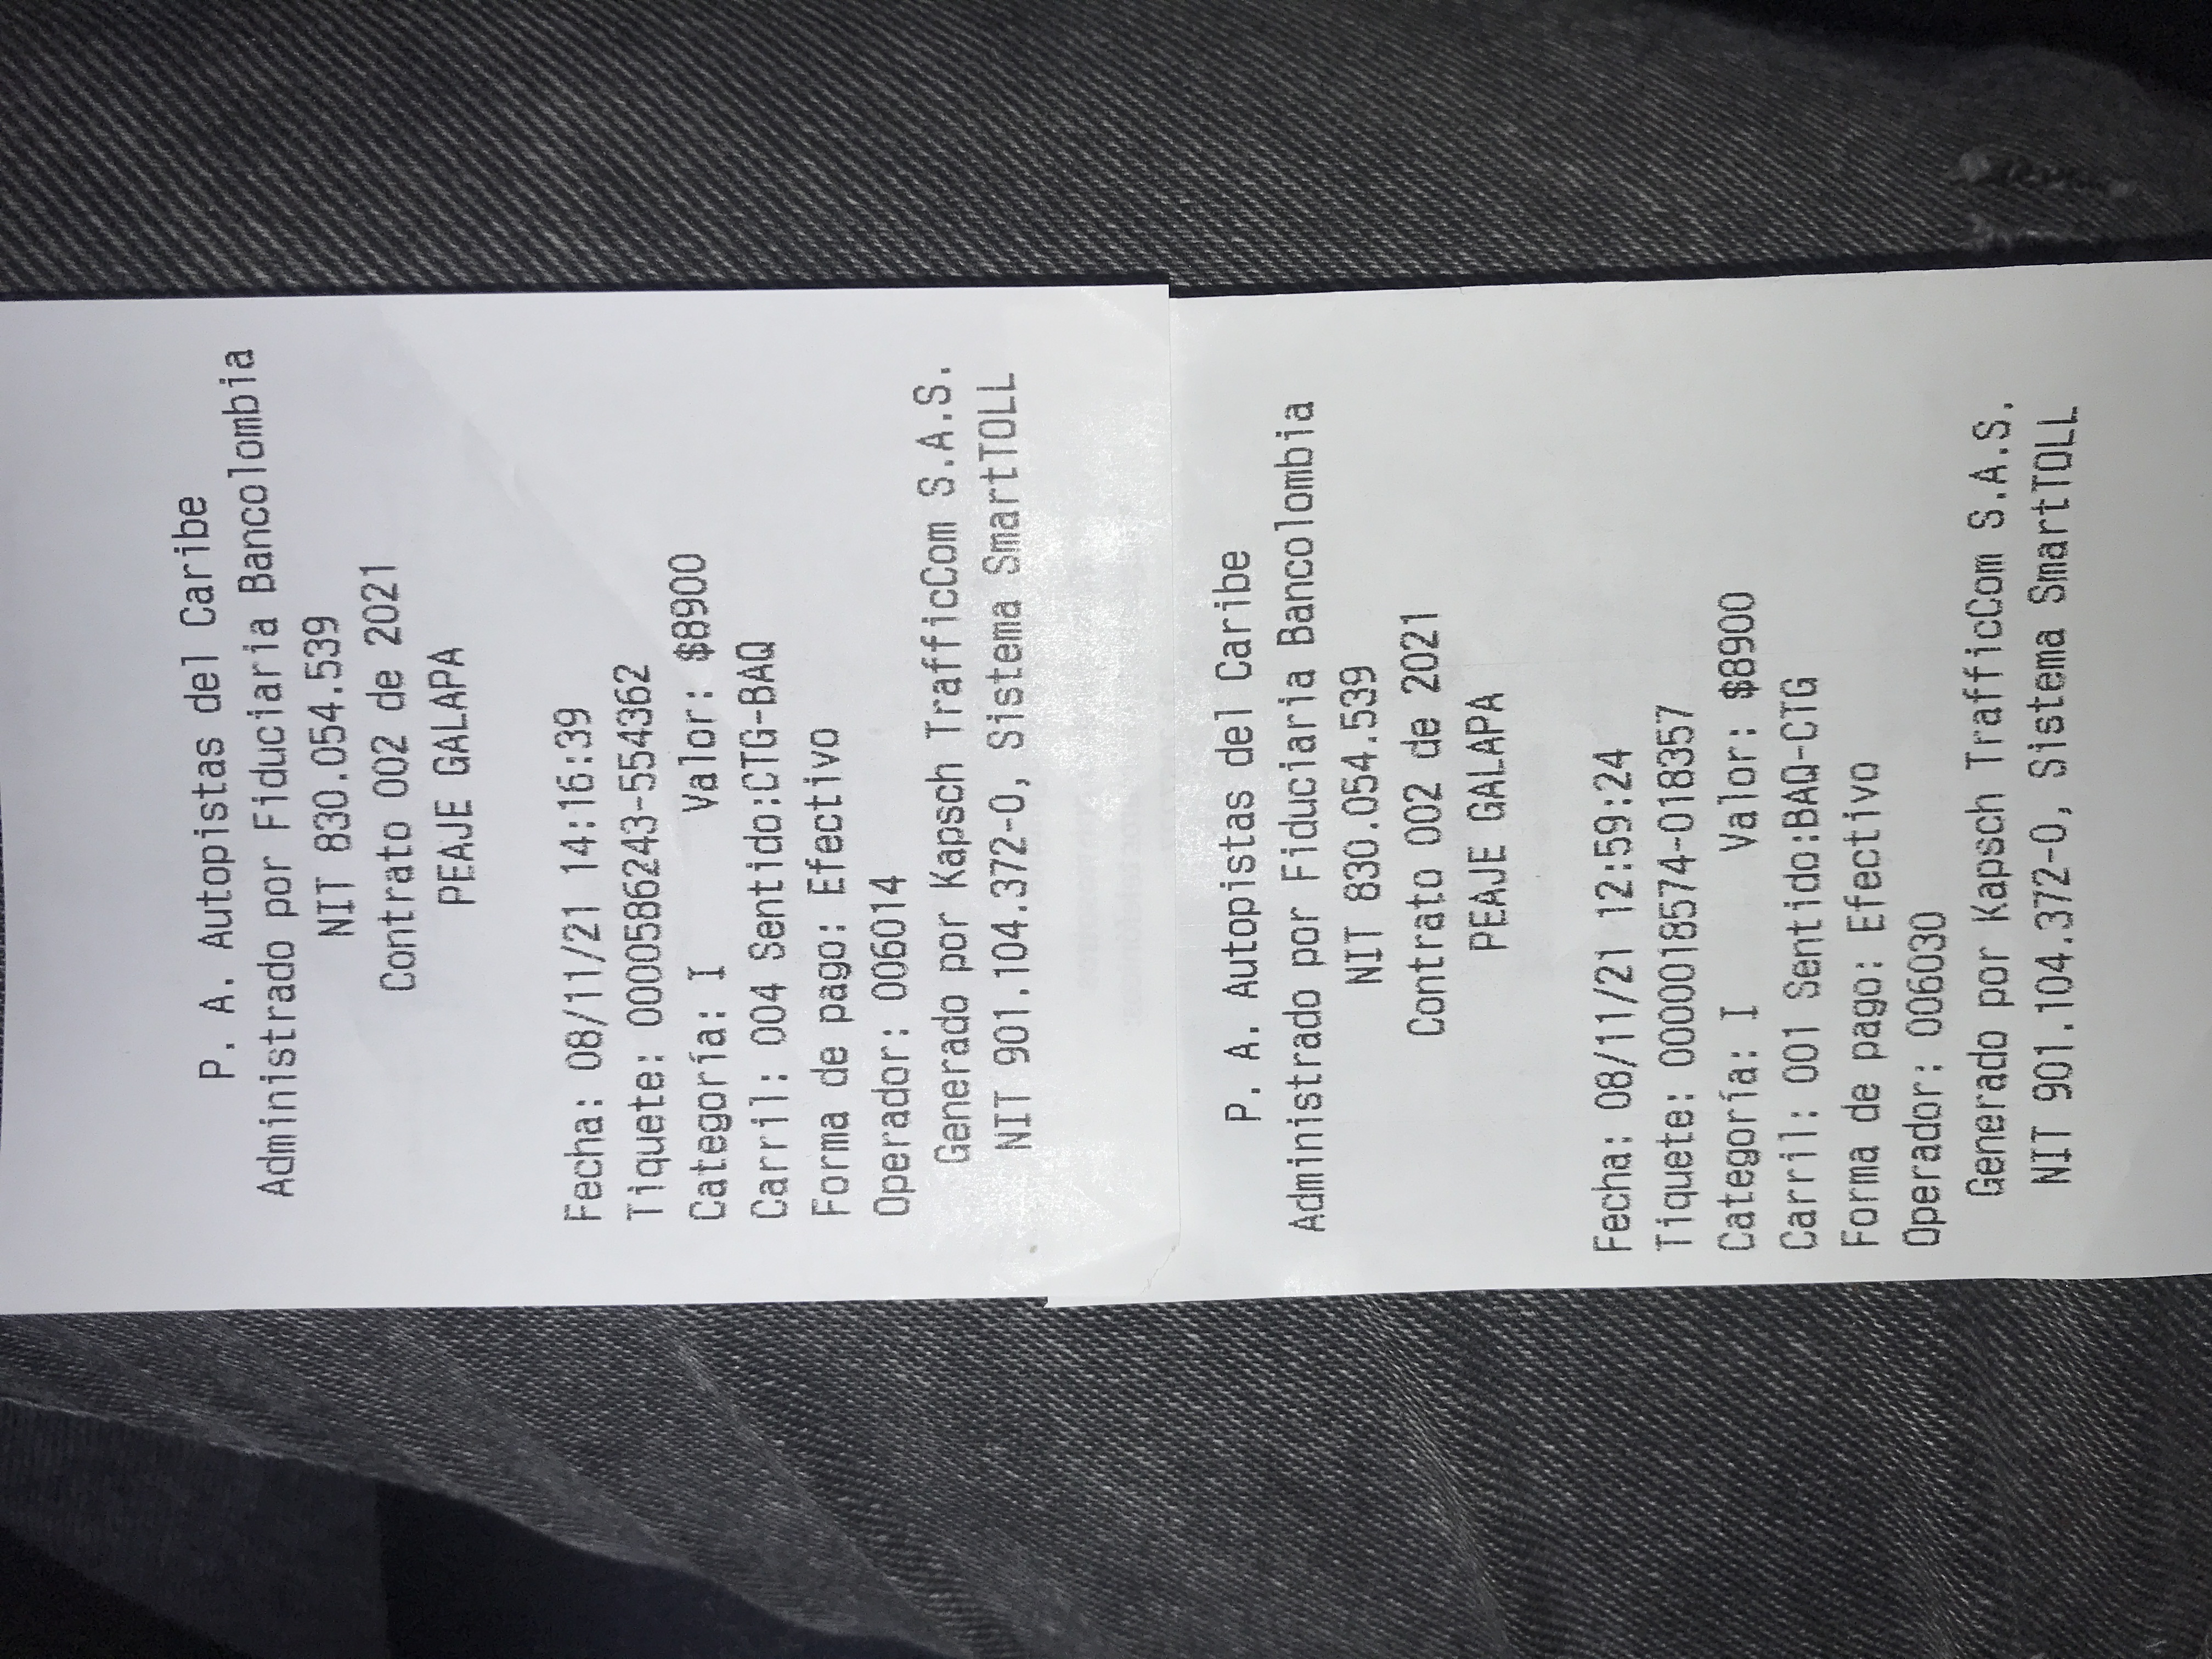 P. A. Autopistas del Caribe
Administrado por Fiduciaria Bancolombia
NIT 830.054.539
Contrato 002 de 2021
PEAJE GALAPA
Fecha: 08/11/21 14:16:39
Tiquete: 0000586243-554362
Categoría: I Valor: $8900
Carril: 004 Sentido:CTG-BAQ
Forma de pago: Efectivo
Operador: 006014
Generado por Kapsch TrafficCom S.A.S.
NIT 901.104.372-0, Sistema SmartTOLL
P. A. Autopistas del Caribe
Administrado por Fiduciaria Bancolombia
NIT 830.054.539
Contrato 002 de 2021
PEAJE GALAPA
Fecha: 08/11/21 12:59:24
Tiquete: 0000018574-018357
Categoría: I Valor: $8900
Carril: 001 Sentido:BAQ-CTG
Forma de pago: Efectivo
Operador: 006030
Generado por Kapsch TrafficCom S.A.S.
NIT 901.104.372-0, Sistema SmartTOLL